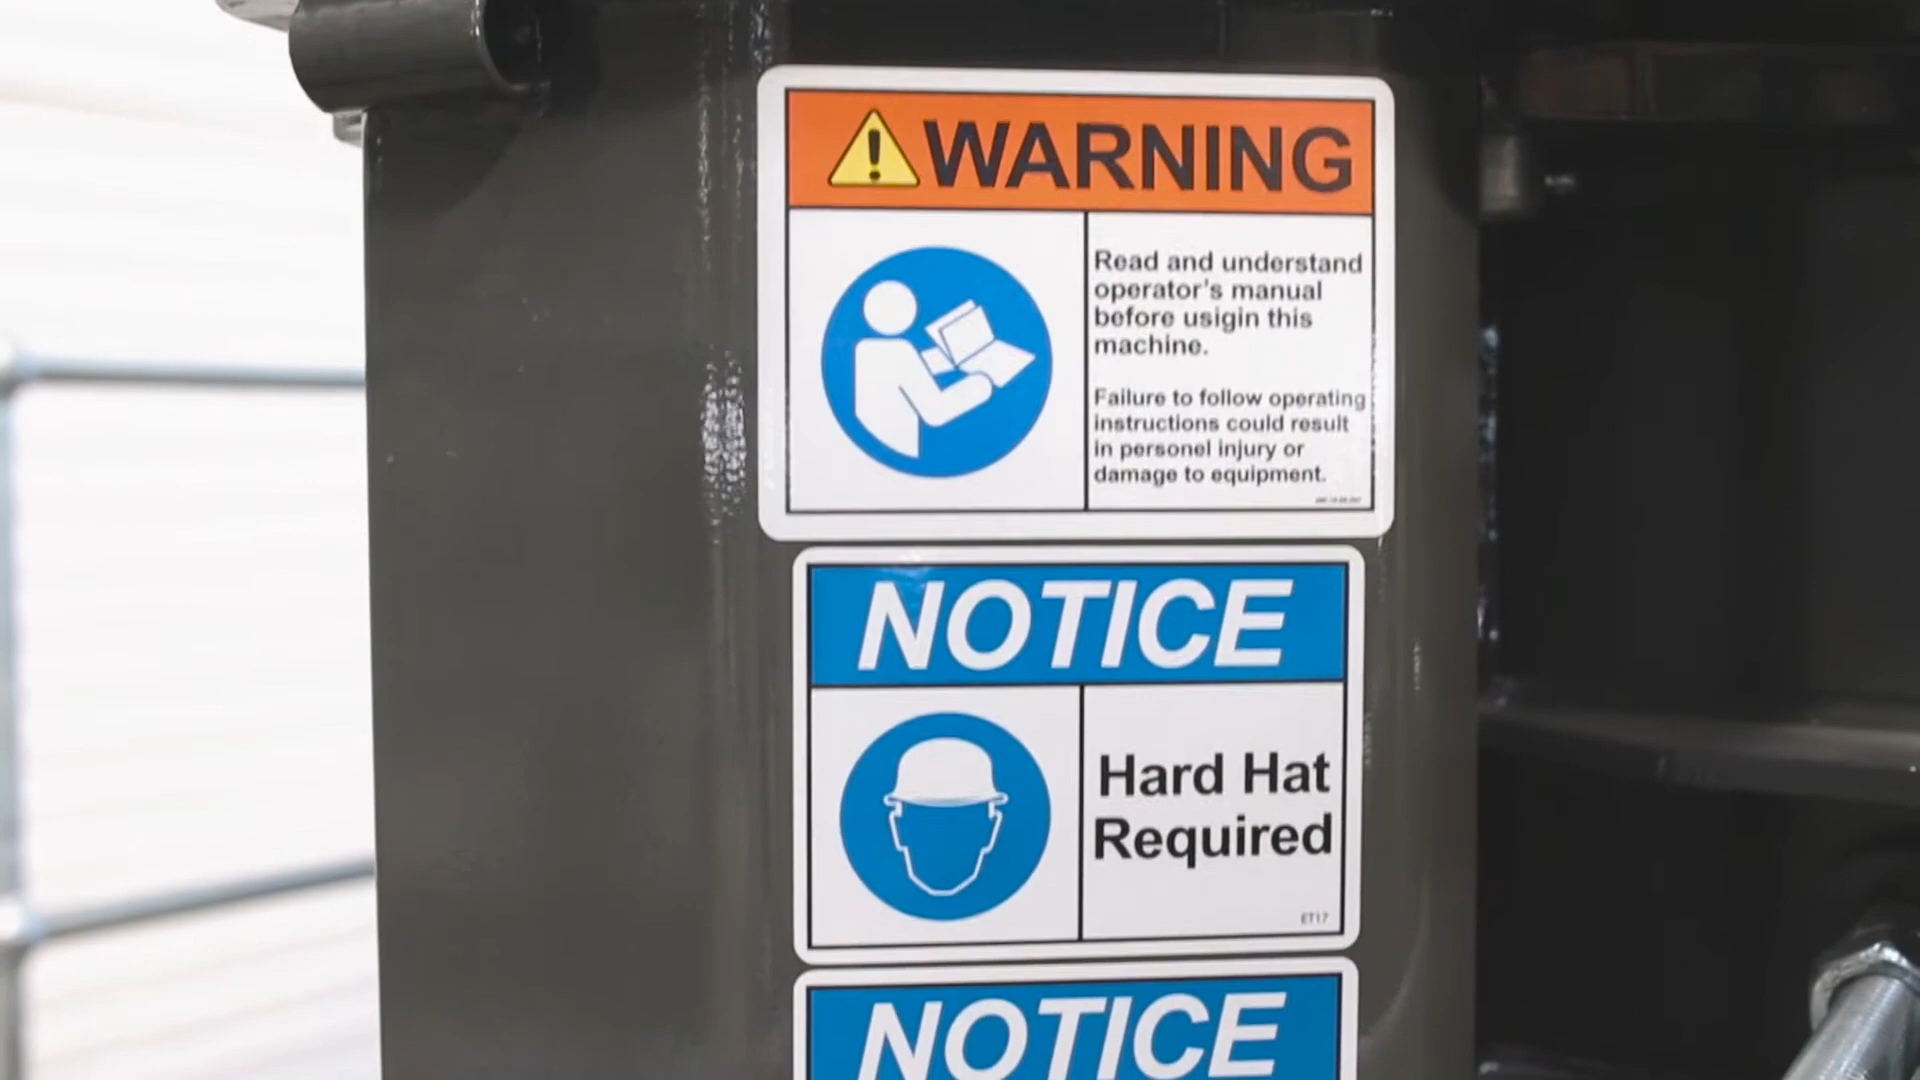 WARNING
Read and understand
operator's manual
before usigin this
machine.
Failure to follow operating
instructions could result
in personel injury or
damage to equipment.
NOTICE
Hard Hat
Required
ET17
NOTICE